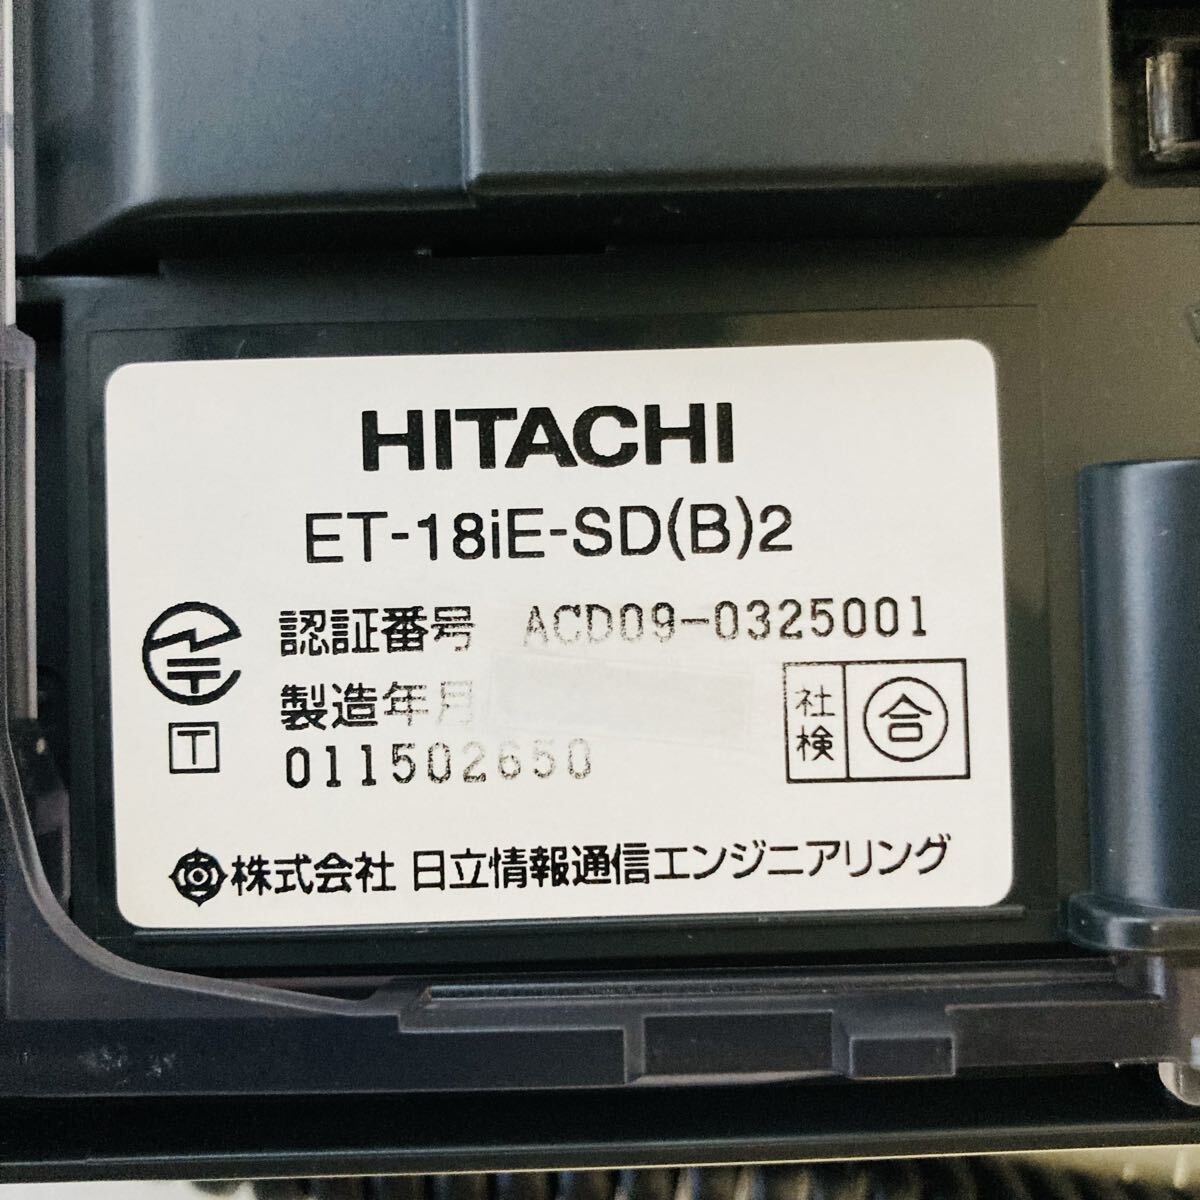 HITACHI
ET-18iE-SD(B)2
認証番号 ACD09-0325001
製造年月
011502650
T
社検 合
株式会社 日立情報通信エンジニアリング